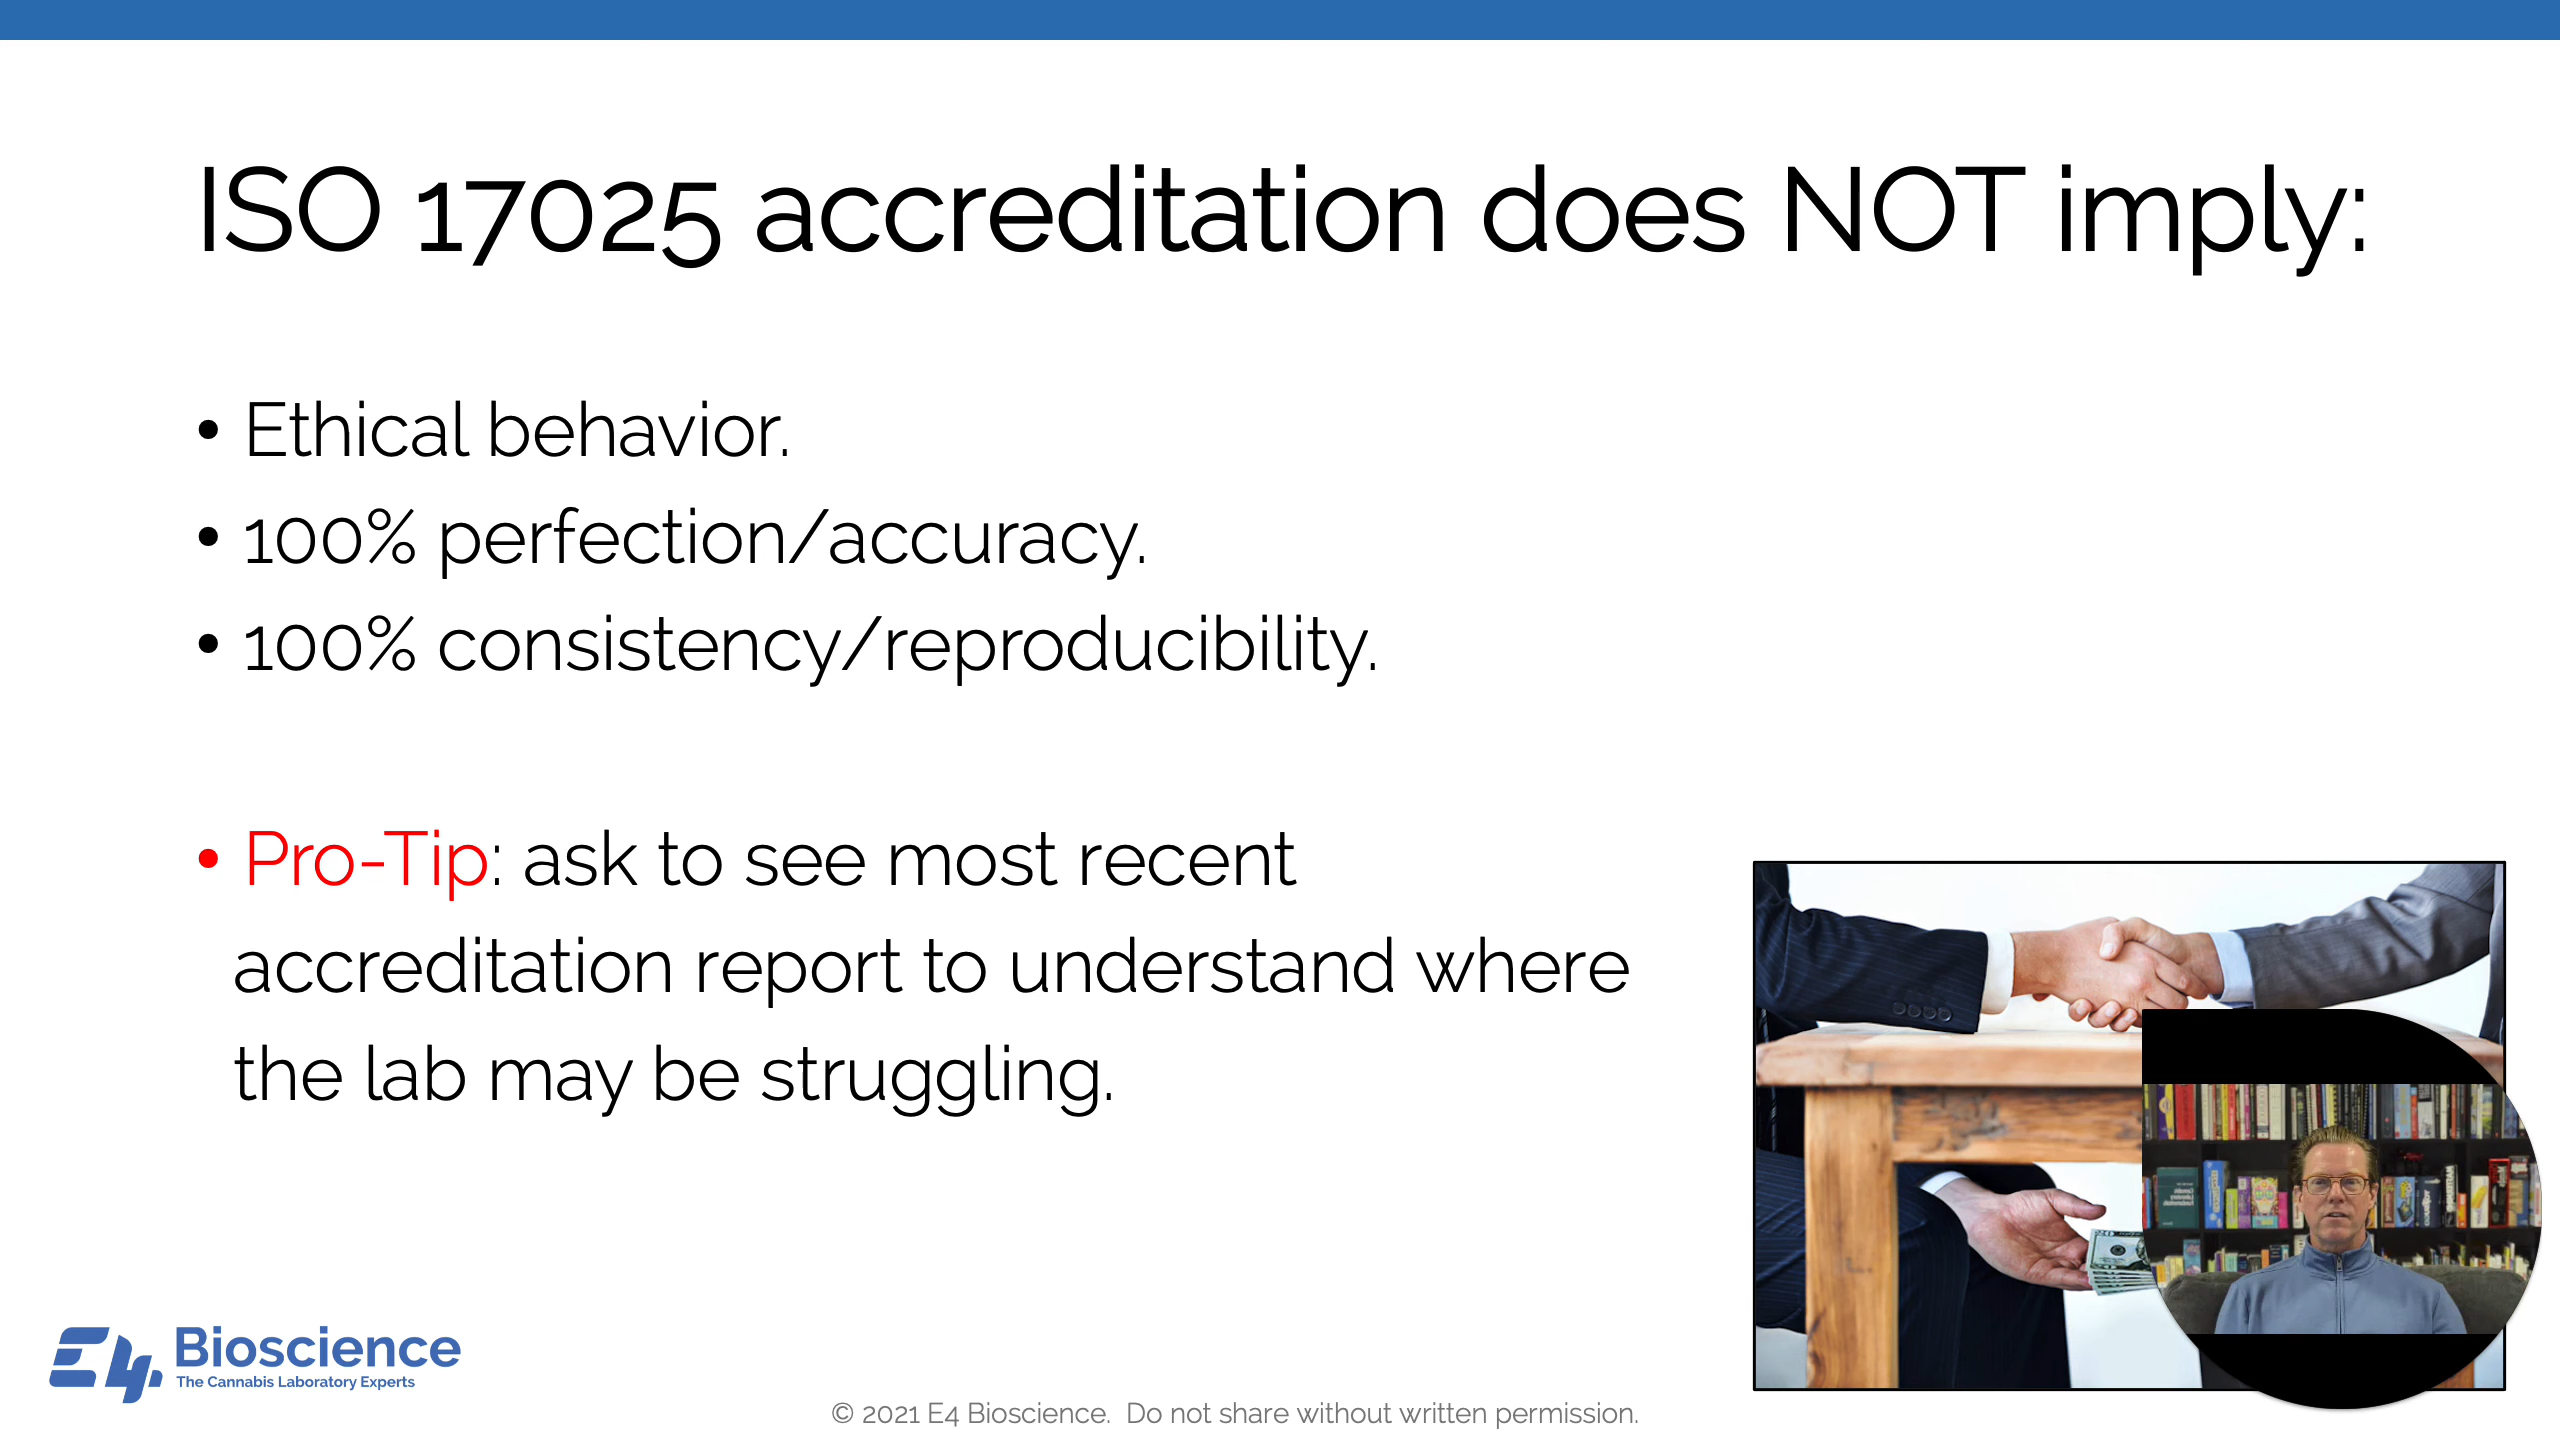 ISO 17025 accreditation does NOT imply:
• Ethical behavior.
• 100% perfection/accuracy.
• 100% consistency/reproducibility.
• Pro-Tip: ask to see most recent
accreditation report to understand where
the lab may be struggling.
E4 Bioscience
The Cannabis Laboratory Experts
© 2021 E4 Bioscience. Do not share without written permission.